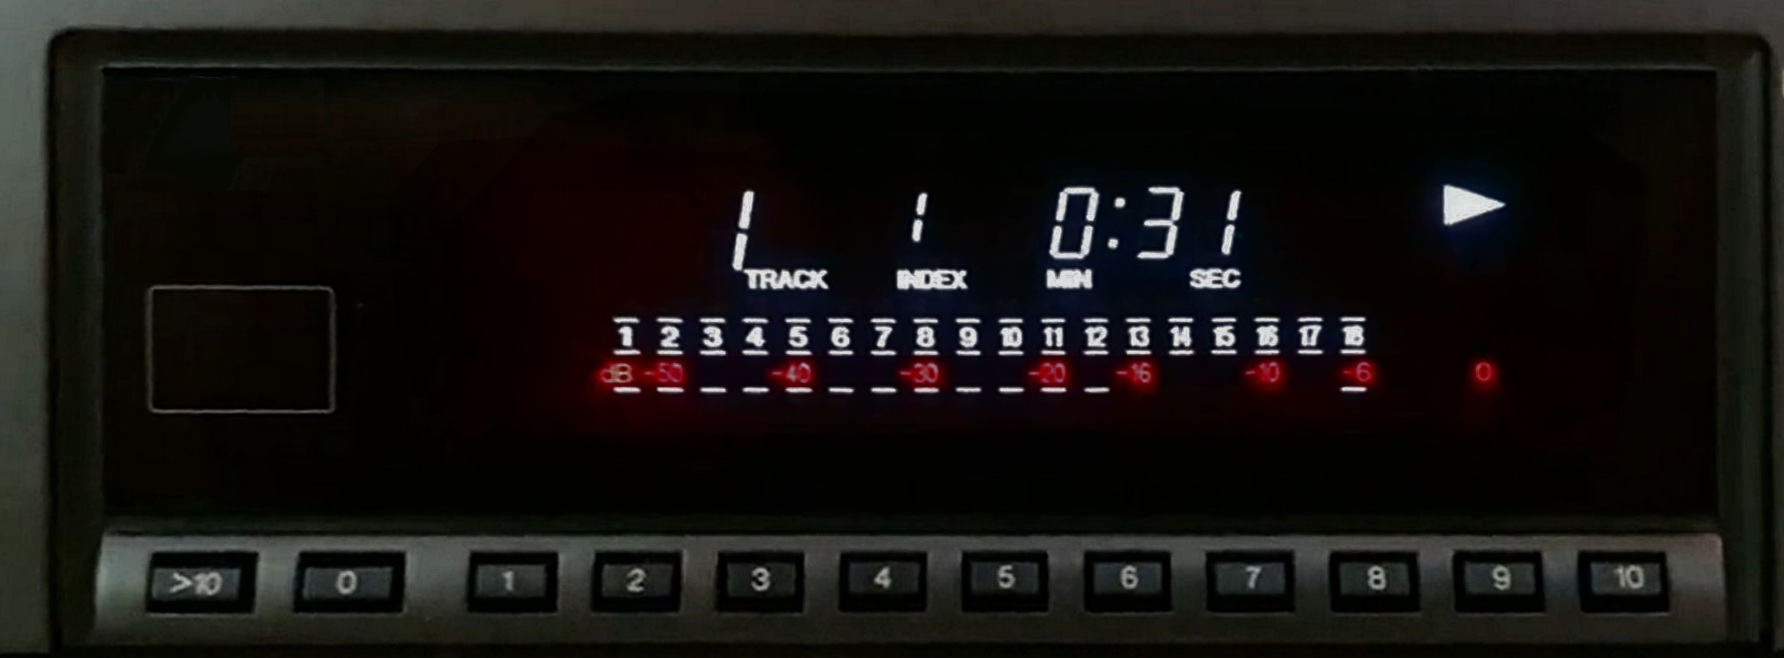 1 1 0:31
TRACK INDEX MIN SEC
1 2 3 4 5 6 7 8 9 10 11 12 13 14 15 16 17 18
dB -50 -40 -30 -20 -16 -10 -6 0
>10 0 1 2 3 4 5 6 7 8 9 10